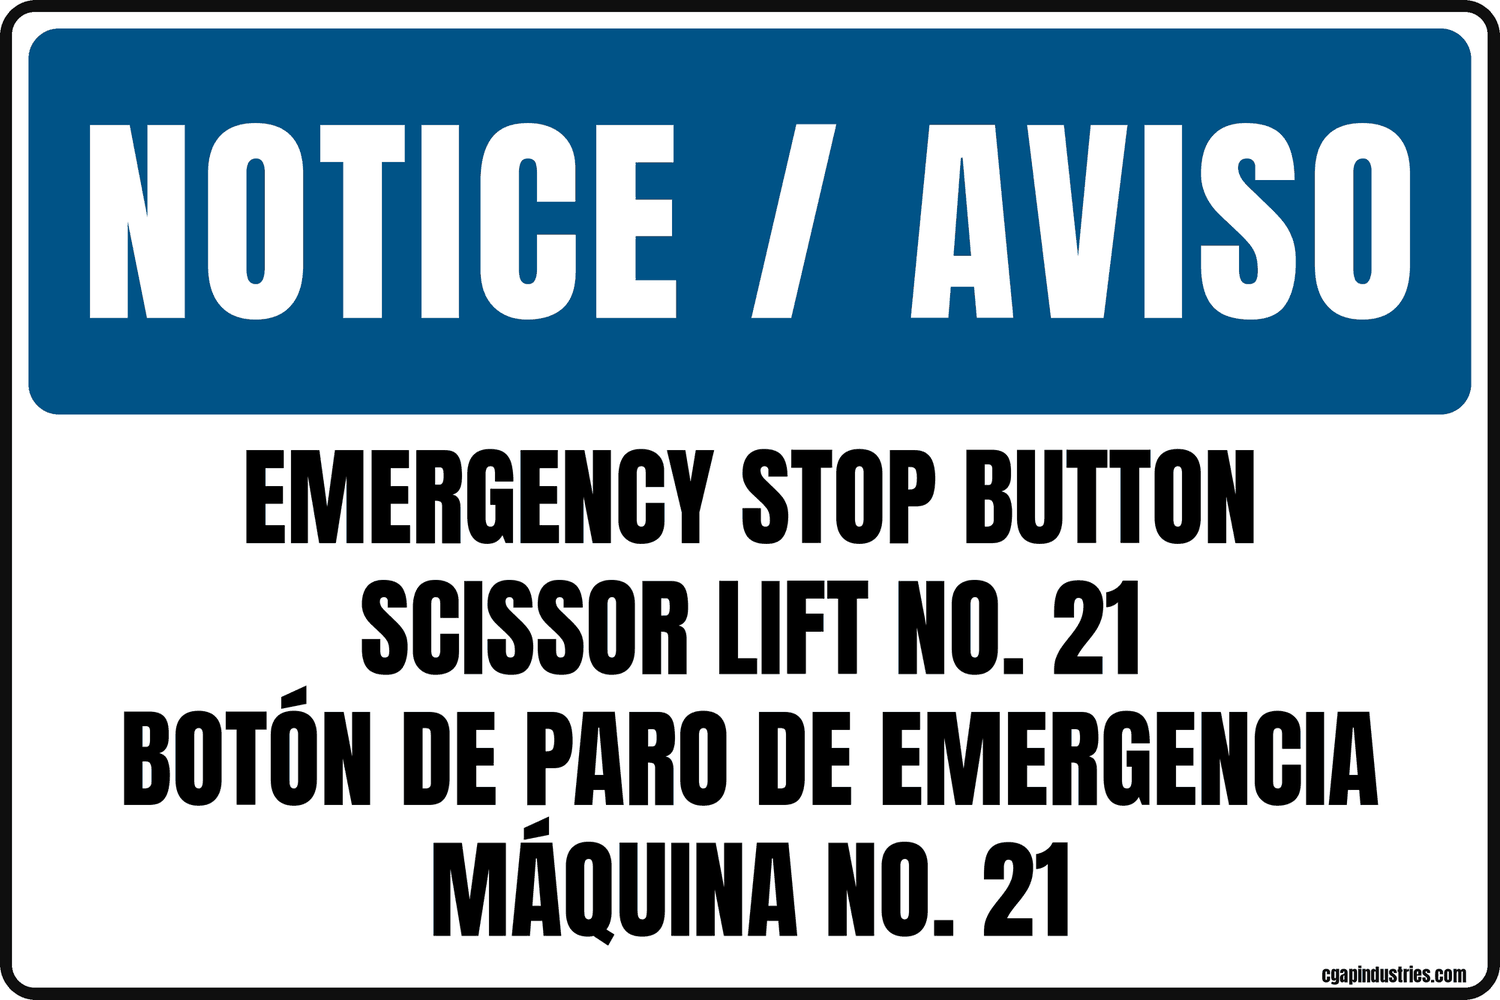 NOTICE / AVISO
EMERGENCY STOP BUTTON
SCISSOR LIFT NO. 21
BOTÓN DE PARO DE EMERGENCIA
MÁQUINA NO. 21
cgapindustries.com